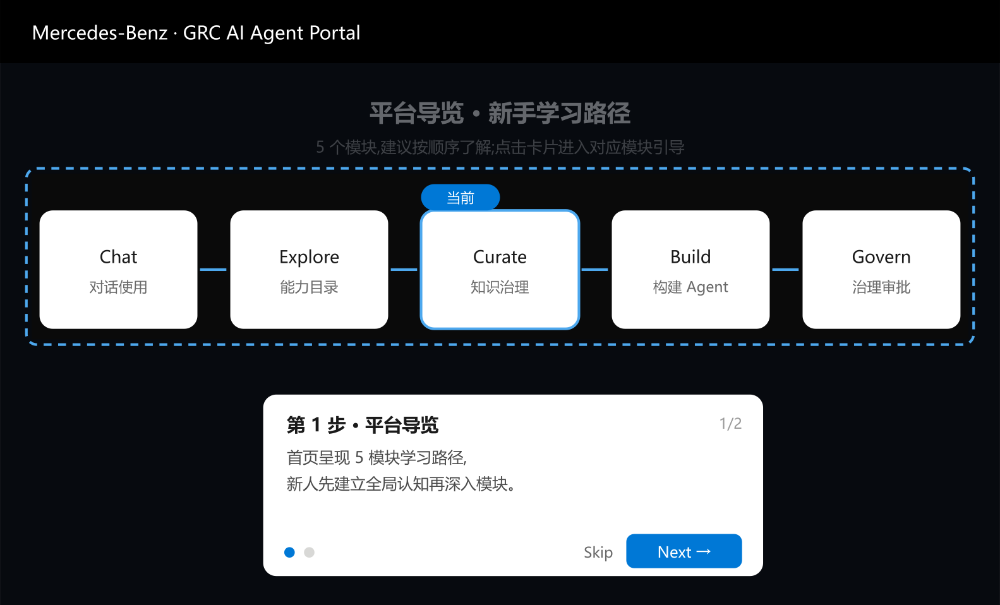 Mercedes-Benz · GRC AI Agent Portal
平台导览 • 新手学习路径
5 个模块,建议按顺序了解;点击卡片进入对应模块引导
当前
Chat
对话使用
Explore
能力目录
Curate
知识治理
Build
构建 Agent
Govern
治理审批
第 1 步 • 平台导览
1/2
首页呈现 5 模块学习路径,
新人先建立全局认知再深入模块。
Skip
Next →